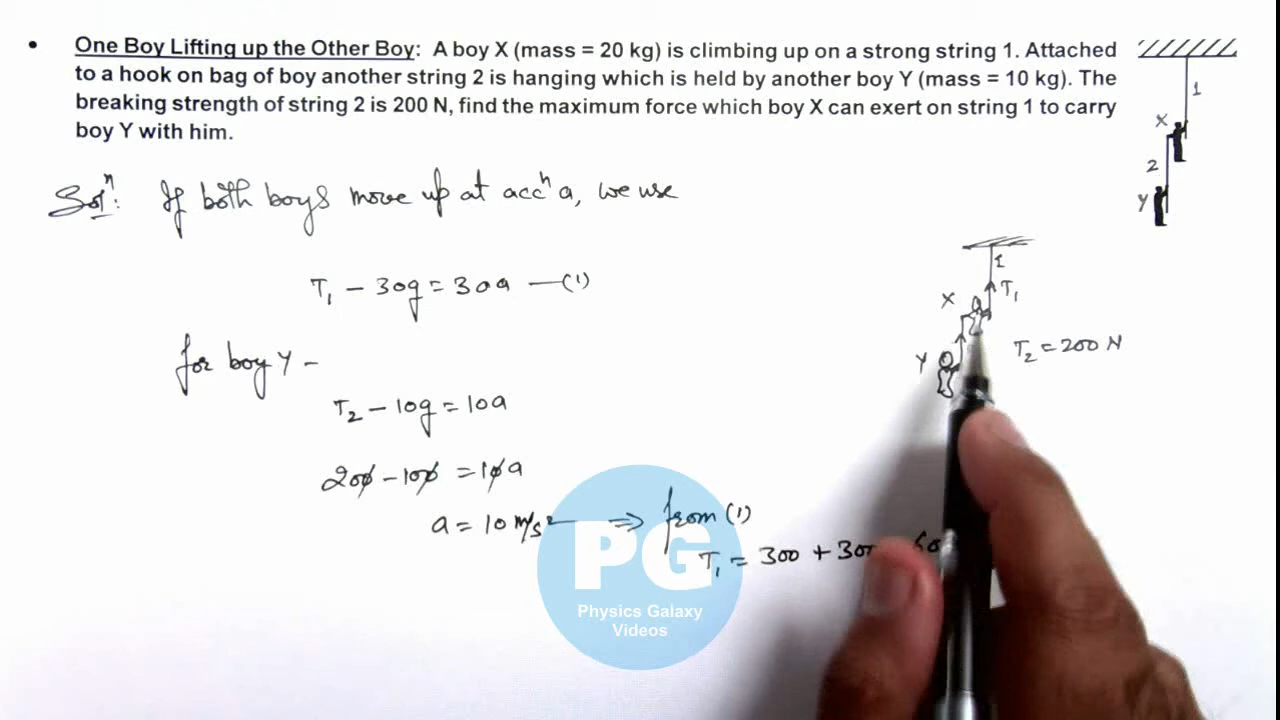 • One Boy Lifting up the Other Boy: A boy X (mass = 20 kg) is climbing up on a strong string 1. Attached
to a hook on bag of boy another string 2 is hanging which is held by another boy Y (mass = 10 kg). The
breaking strength of string 2 is 200 N, find the maximum force which boy X can exert on string 1 to carry
boy Y with him.
1
X
2
Y
Solⁿ: If both boys move up at accⁿ a, we use
T₁ − 30g = 30a —(1)
1
T₁
X
Y
T₂ = 200 N
for boy Y −
T₂ − 10g = 10a
200 − 100 = 10a
a = 10 m/s² ⇒ from (1)
T₁ = 300 + 300
PG
Physics Galaxy
Videos